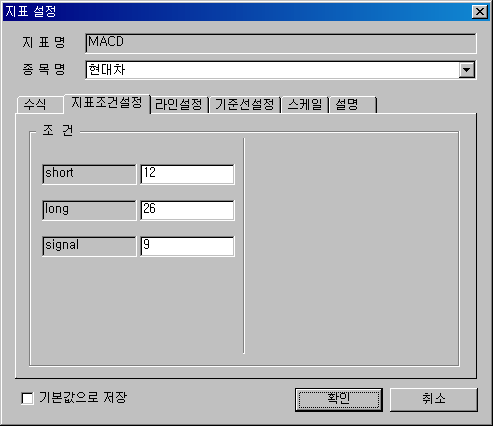 지표 설정
지 표 명 MACD
종 목 명 현대차
수식 지표조건설정 라인설정 기준선설정 스케일 설명
조 건
short 12
long 26
signal 9
기본값으로 저장 확인 취소